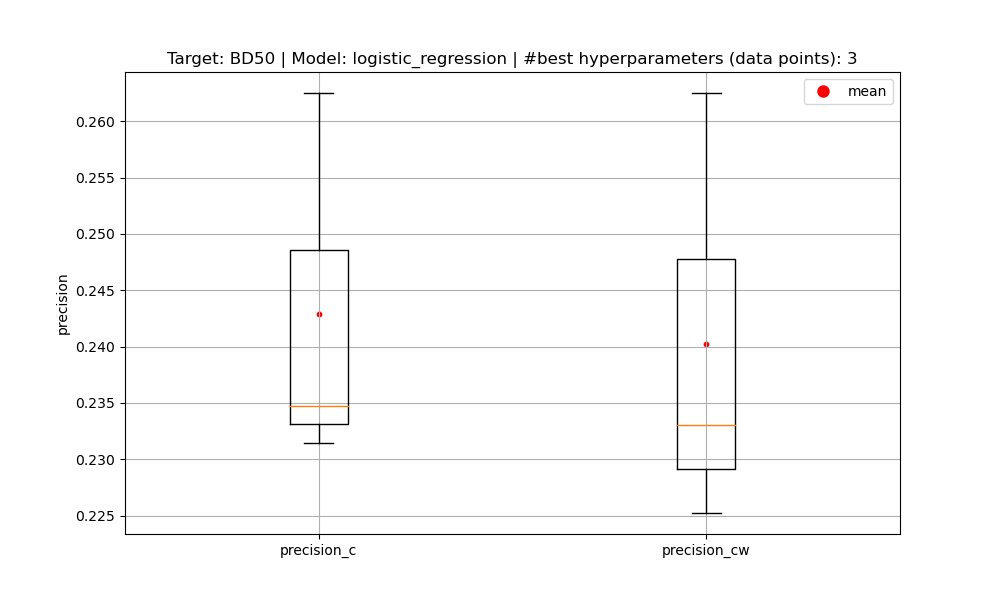 Target: BD50 | Model: logistic_regression | #best hyperparameters (data points): 3
mean
0.260
0.255
0.250
0.245
0.240
0.235
0.230
0.225
precision
precision_c
precision_cw